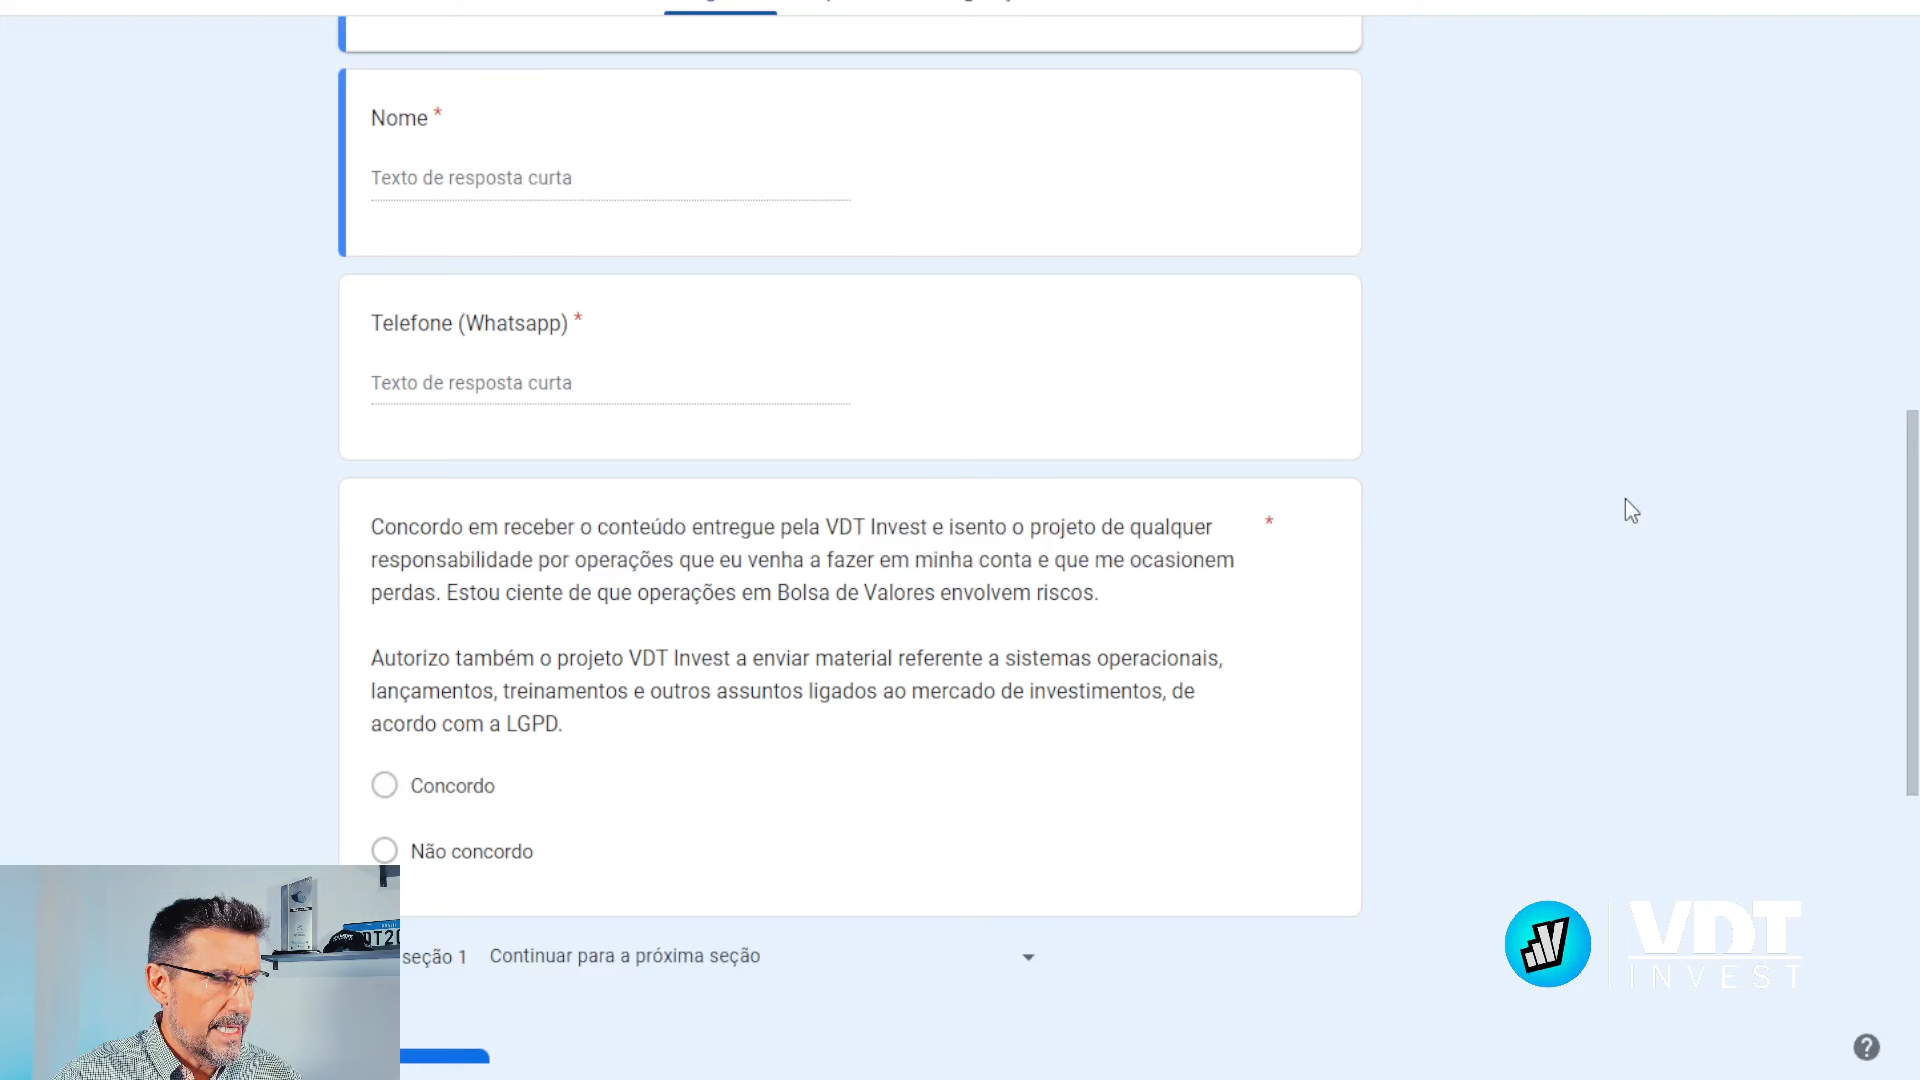 Nome *
Texto de resposta curta
Telefone (Whatsapp) *
Texto de resposta curta
Concordo em receber o conteúdo entregue pela VDT Invest e isento o projeto de qualquer *
responsabilidade por operações que eu venha a fazer em minha conta e que me ocasionem
perdas. Estou ciente de que operações em Bolsa de Valores envolvem riscos.
Autorizo também o projeto VDT Invest a enviar material referente a sistemas operacionais,
lançamentos, treinamentos e outros assuntos ligados ao mercado de investimentos, de
acordo com a LGPD.
Concordo
Não concordo
seção 1 Continuar para a próxima seção
VDT
INVEST